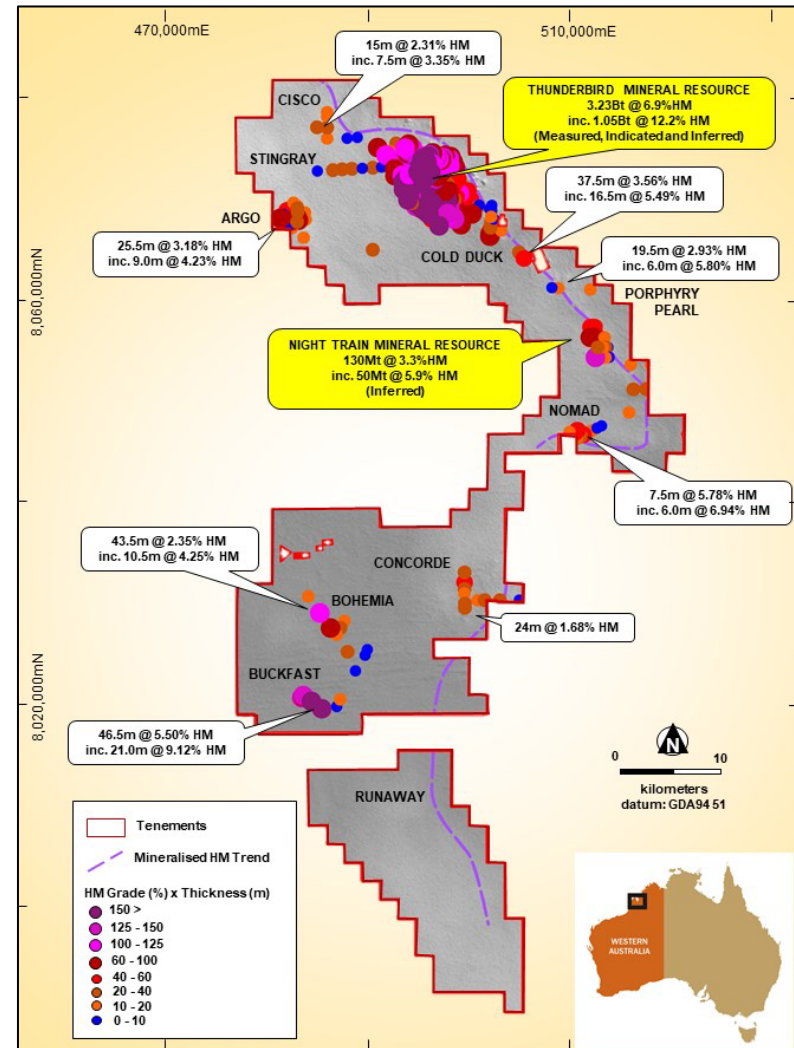 470,000mE
510,000mE
15m @ 2.31% HM
inc. 7.5m @ 3.35% HM
CISCO
THUNDERBIRD MINERAL RESOURCE
3.23Bt @ 6.9%HM
inc. 1.05Bt @ 12.2% HM
(Measured, Indicated and Inferred)
STINGRAY
37.5m @ 3.56% HM
inc. 16.5m @ 5.49% HM
ARGO
25.5m @ 3.18% HM
inc. 9.0m @ 4.23% HM
COLD DUCK
19.5m @ 2.93% HM
inc. 6.0m @ 5.80% HM
8,060,000mN
PORPHYRY
PEARL
NIGHT TRAIN MINERAL RESOURCE
130Mt @ 3.3%HM
inc. 50Mt @ 5.9% HM
(Inferred)
NOMAD
7.5m @ 5.78% HM
inc. 6.0m @ 6.94% HM
43.5m @ 2.35% HM
inc. 10.5m @ 4.25% HM
CONCORDE
BOHEMIA
24m @ 1.68% HM
BUCKFAST
8,020,000mN
46.5m @ 5.50% HM
inc. 21.0m @ 9.12% HM
N
0 10
kilometers
datum: GDA94 51
RUNAWAY
Tenements
Mineralised HM Trend
HM Grade (%) x Thickness (m)
150 >
125 - 150
100 - 125
60 - 100
40 - 60
20 - 40
10 - 20
0 - 10
WESTERN
AUSTRALIA